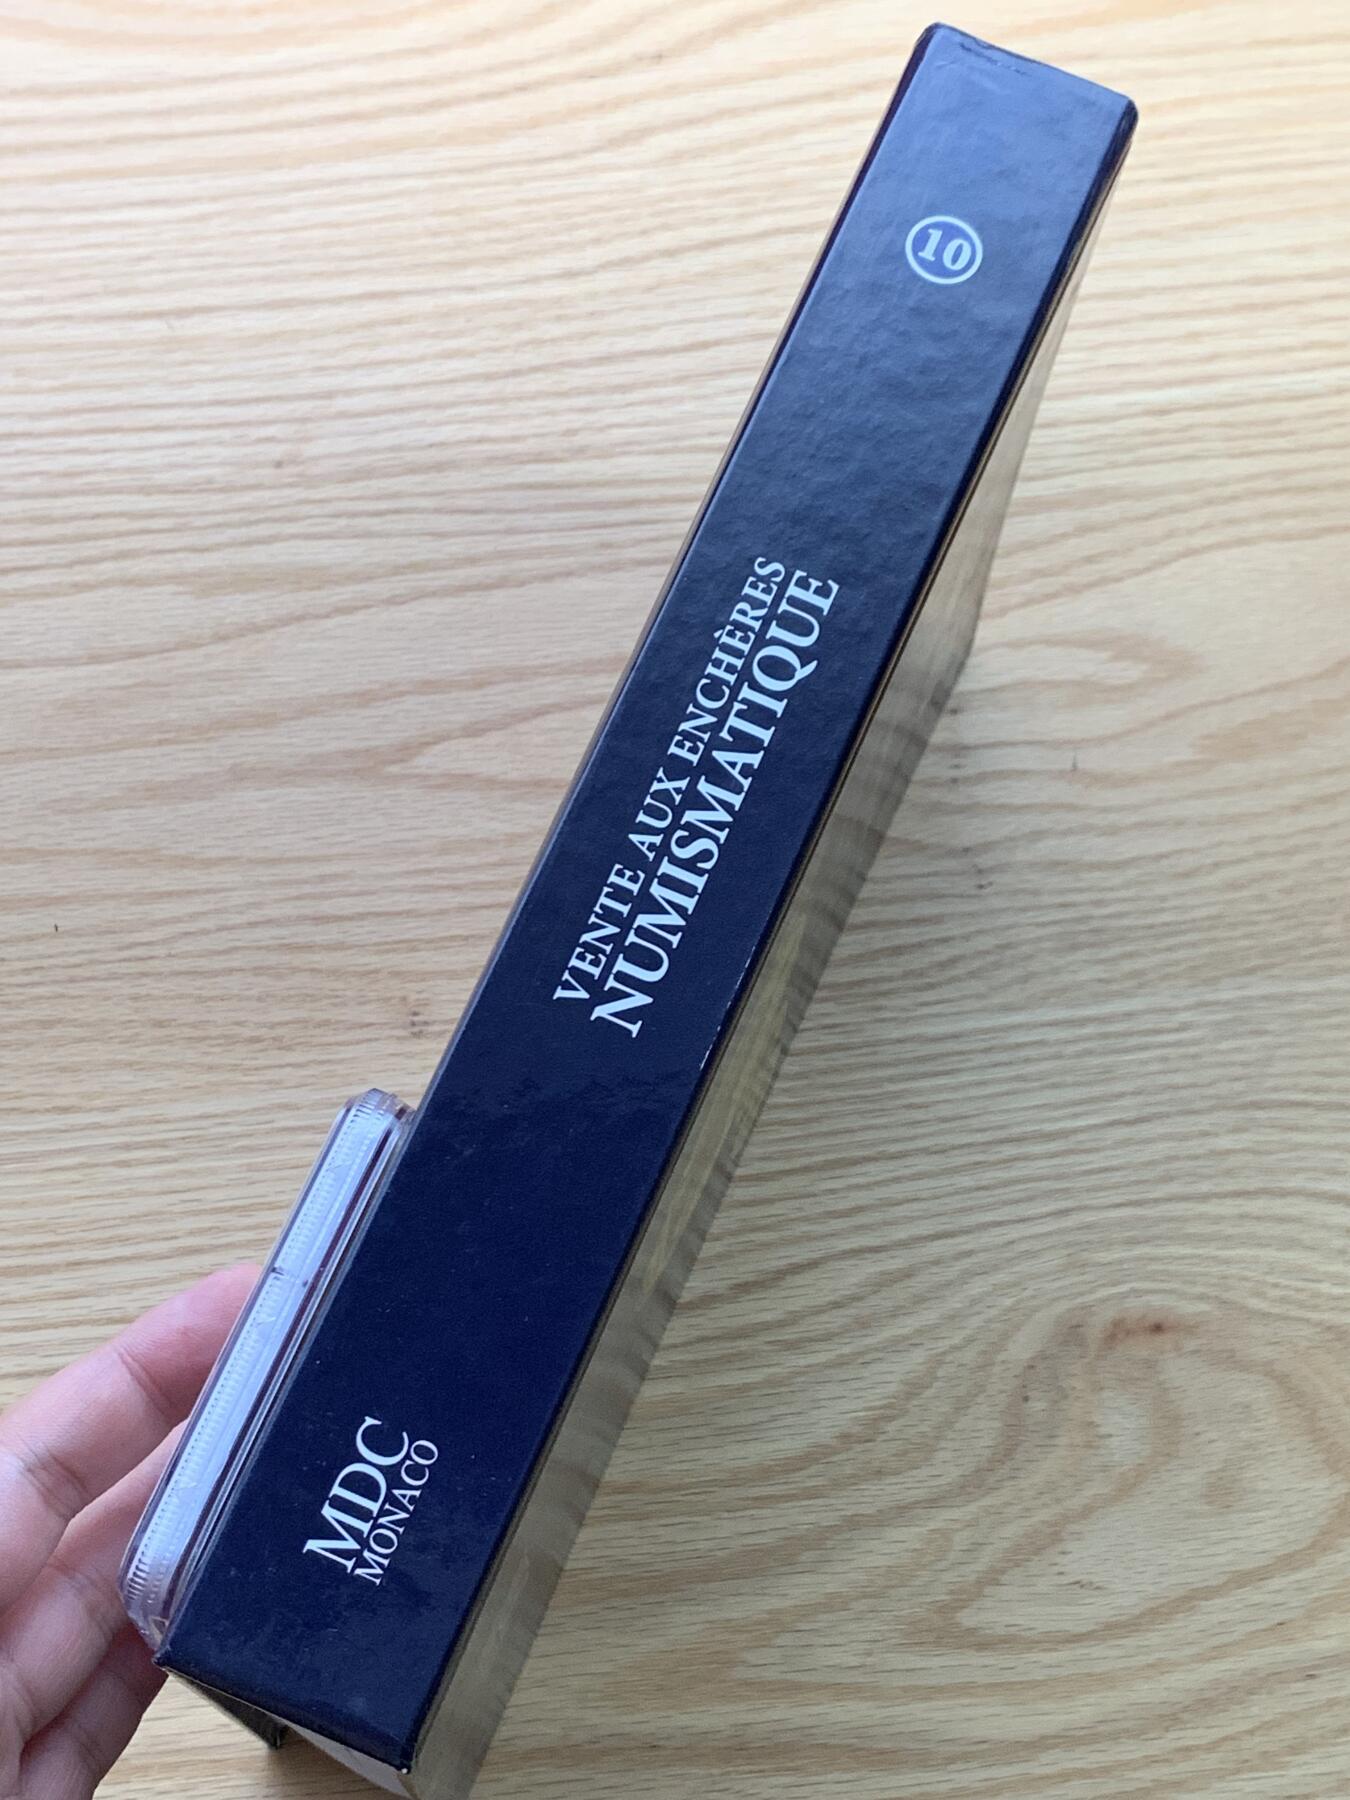 10
VENTE AUX ENCHÈRES
NUMISMATIQUE
MDC
MONACO